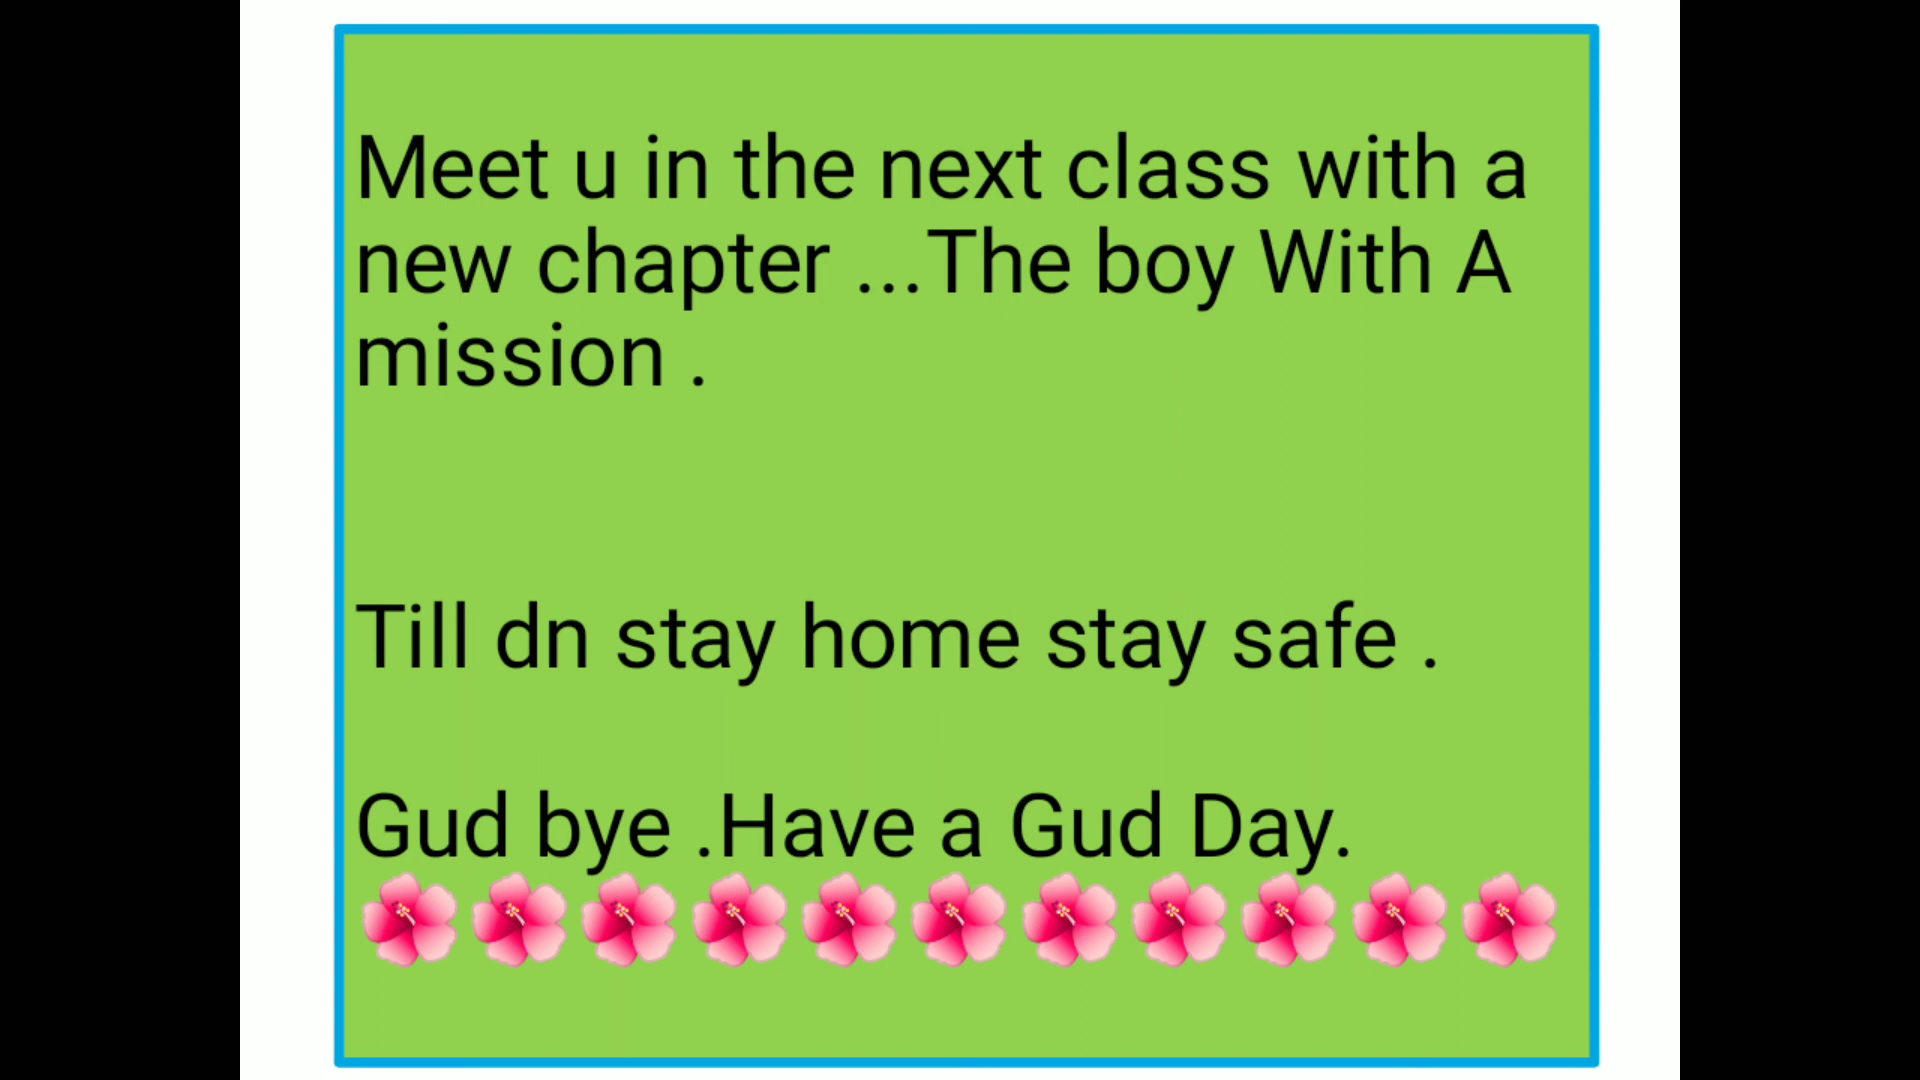 Meet u in the next class with a
new chapter ...The boy With A
mission .
Till dn stay home stay safe .
Gud bye .Have a Gud Day.
🌺🌺🌺🌺🌺🌺🌺🌺🌺🌺🌺